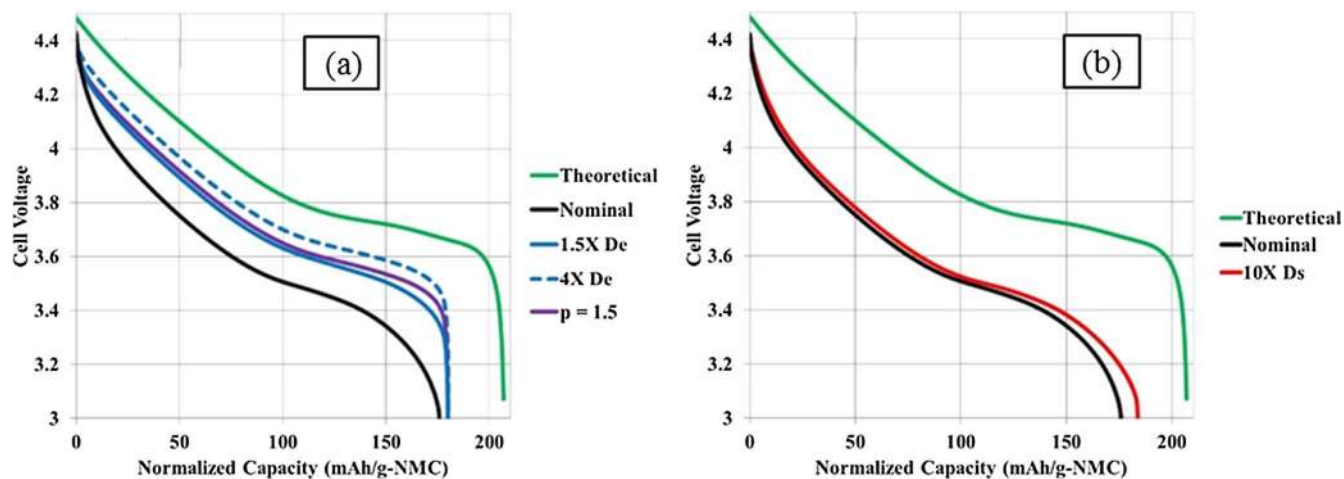 (a)
4.4
4.2
4
3.8
3.6
3.4
3.2
3
Cell Voltage
0 50 100 150 200
Normalized Capacity (mAh/g-NMC)
Theoretical
Nominal
1.5X De
4X De
p = 1.5
(b)
4.4
4.2
4
3.8
3.6
3.4
3.2
3
Cell Voltage
0 50 100 150 200
Normalized Capacity (mAh/g-NMC)
Theoretical
Nominal
10X Ds